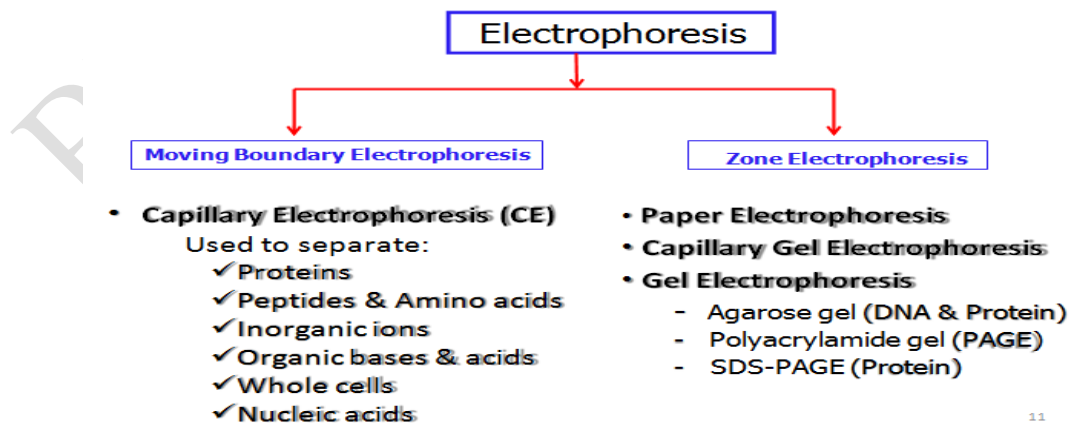 Electrophoresis
Moving Boundary Electrophoresis
• Capillary Electrophoresis (CE)
Used to separate:
✓Proteins
✓Peptides & Amino acids
✓Inorganic ions
✓Organic bases & acids
✓Whole cells
✓Nucleic acids
Zone Electrophoresis
• Paper Electrophoresis
• Capillary Gel Electrophoresis
• Gel Electrophoresis
- Agarose gel (DNA & Protein)
- Polyacrylamide gel (PAGE)
- SDS-PAGE (Protein)
11